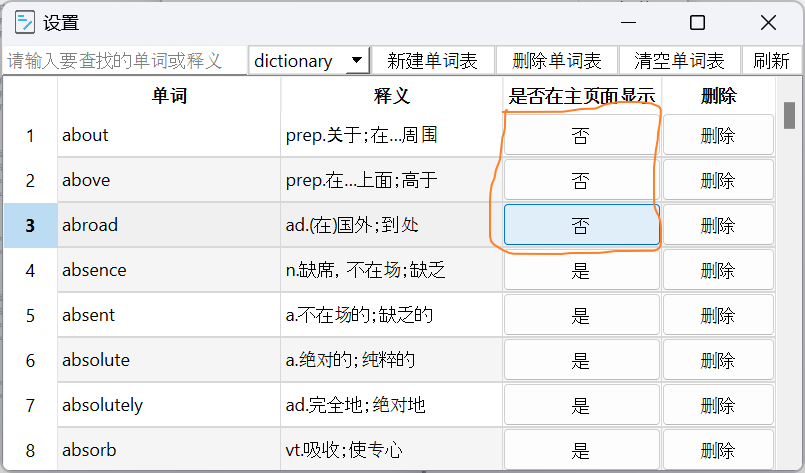 设置
请输入要查找的单词或释义 dictionary 新建单词表 删除单词表 清空单词表 刷新
单词 释义 是否在主页面显示 删除
1 about prep.关于;在...周围 否 删除
2 above prep.在...上面;高于 否 删除
3 abroad ad.(在)国外;到处 否 删除
4 absence n.缺席, 不在场;缺乏 是 删除
5 absent a.不在场的;缺乏的 是 删除
6 absolute a.绝对的;纯粹的 是 删除
7 absolutely ad.完全地;绝对地 是 删除
8 absorb vt.吸收;使专心 是 删除